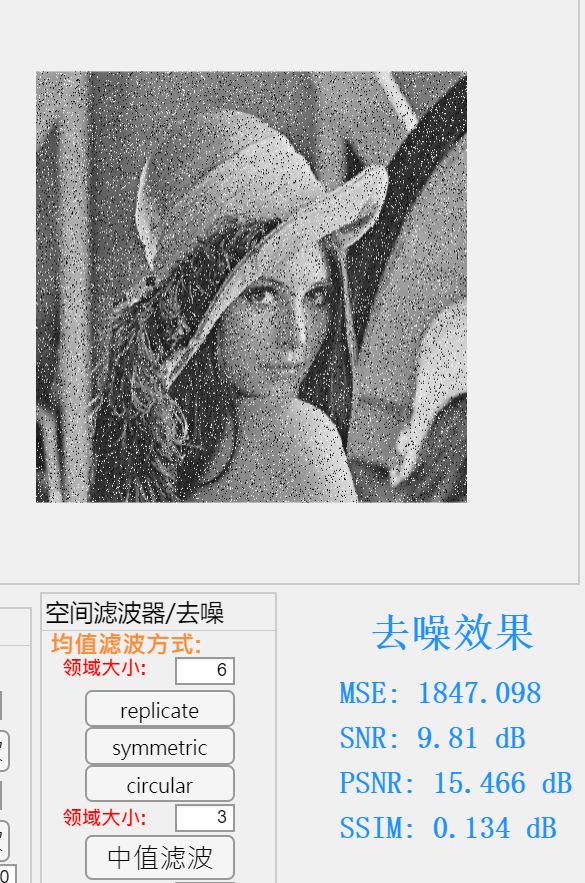 空间滤波器/去噪
均值滤波方式:
领域大小: 6
replicate
symmetric
circular
领域大小: 3
中值滤波
去噪效果
MSE: 1847.098
SNR: 9.81 dB
PSNR: 15.466 dB
SSIM: 0.134 dB
0